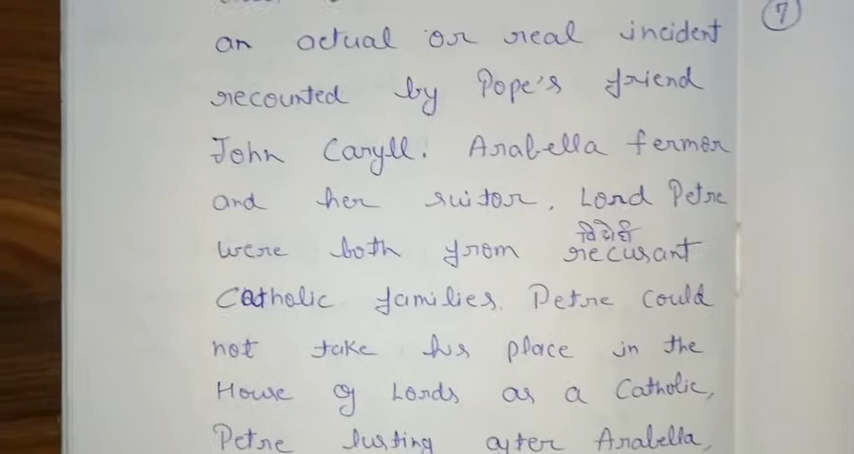 7
an actual or real incident
recounted by Pope's friend
John Caryll. Arabella fermor
and her suitor, Lord Petre
विरोधी
were both from recusant
Catholic families. Petre could
not take his place in the
House of Lords as a Catholic,
Petre lusting after Arabella,